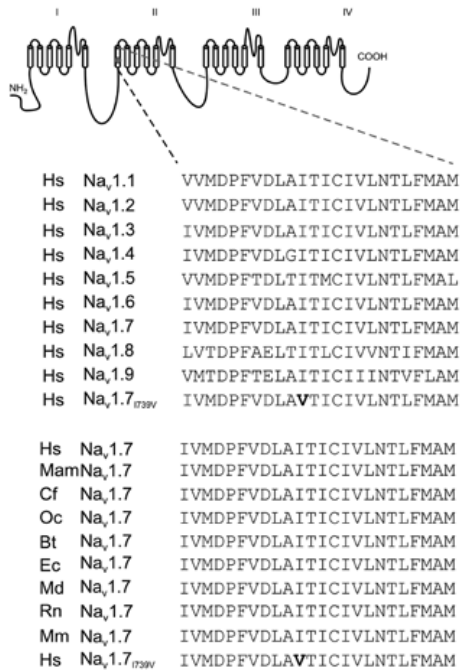 I II III IV
NH2
COOH
Hs Nav1.1 VVMDPFVDLAITICIVLNTLFMAM
Hs Nav1.2 VVMDPFVDLAITICIVLNTLFMAM
Hs Nav1.3 IVMDPFVDLAITICIVLNTLFMAM
Hs Nav1.4 IVMDPFVDLGITICIVLNTLFMAM
Hs Nav1.5 VVMDPFTDLTITMCIVLNTLFMAL
Hs Nav1.6 IVMDPFVDLAITICIVLNTLFMAM
Hs Nav1.7 IVMDPFVDLAITICIVLNTLFMAM
Hs Nav1.8 LVTDPFAELTITLCIVVNTIFMAM
Hs Nav1.9 VMTDPFTELAITICIIINTVFLAM
Hs Nav1.7I739V IVMDPFVDLAVTICIVLNTLFMAM
Hs Nav1.7 IVMDPFVDLAITICIVLNTLFMAM
MamNav1.7 IVMDPFVDLAITICIVLNTLFMAM
Cf Nav1.7 IVMDPFVDLAITICIVLNTLFMAM
Oc Nav1.7 IVMDPFVDLAITICIVLNTLFMAM
Bt Nav1.7 IVMDPFVDLAITICIVLNTLFMAM
Ec Nav1.7 IVMDPFVDLAITICIVLNTLFMAM
Md Nav1.7 IVMDPFVDLAITICIVLNTLFMAM
Rn Nav1.7 IVMDPFVDLAITICIVLNTLFMAM
Mm Nav1.7 IVMDPFVDLAITICIVLNTLFMAM
Hs Nav1.7I739V IVMDPFVDLAVTICIVLNTLFMAM